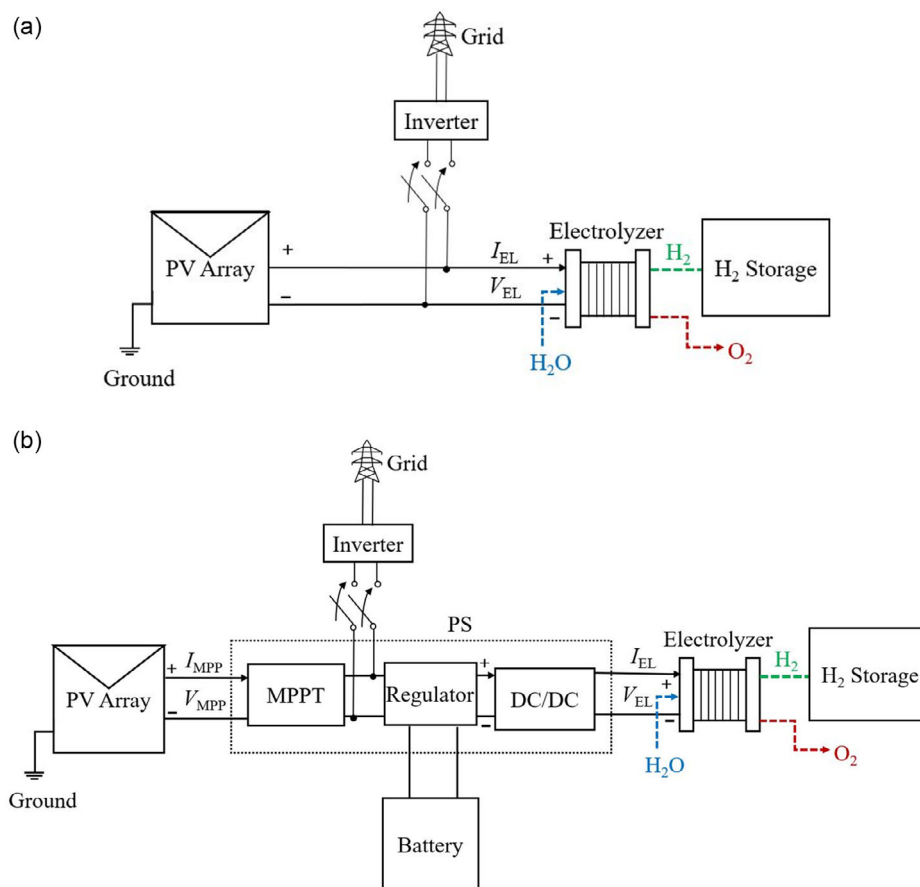 (a)
Grid
Inverter
Electrolyzer
PV Array
+
I_EL
+
H₂
H₂ Storage
−
V_EL
−
H₂O
O₂
Ground
(b)
Grid
Inverter
PS
Electrolyzer
PV Array
+
I_MPP
V_MPP
−
MPPT
Regulator
+
−
DC/DC
I_EL
+
V_EL
−
H₂
H₂ Storage
H₂O
O₂
Ground
Battery